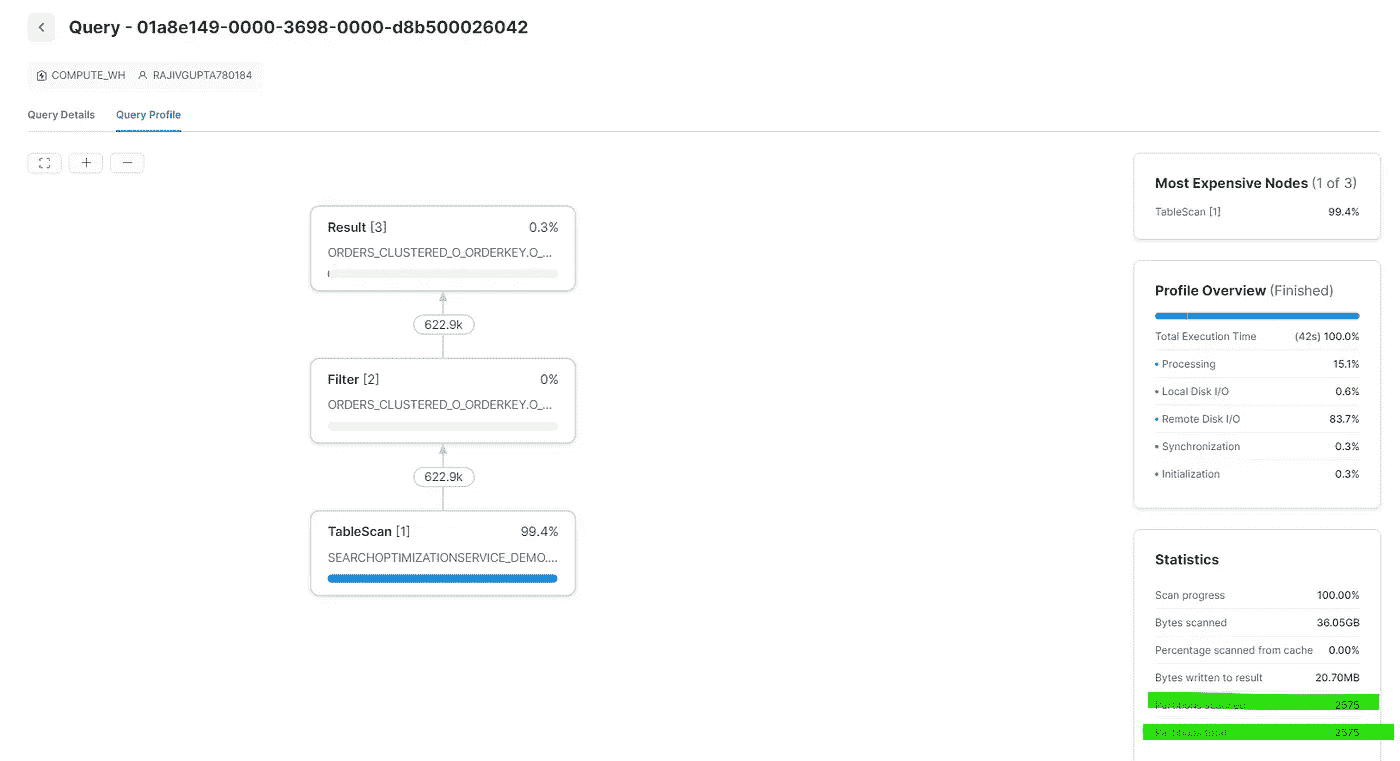 Query - 01a8e149-0000-3698-0000-d8b500026042
COMPUTE_WH RAJIVGUPTA780184
Query Details Query Profile
Result [3] 0.3%
ORDERS_CLUSTERED_O_ORDERKEY.O_...
622.9k
Filter [2] 0%
ORDERS_CLUSTERED_O_ORDERKEY.O_...
622.9k
TableScan [1] 99.4%
SEARCHOPTIMIZATIONSERVICE_DEMO....
Most Expensive Nodes (1 of 3)
TableScan [1] 99.4%
Profile Overview (Finished)
Total Execution Time (42s) 100.0%
Processing 15.1%
Local Disk I/O 0.6%
Remote Disk I/O 83.7%
Synchronization 0.3%
Initialization 0.3%
Statistics
Scan progress 100.00%
Bytes scanned 36.05GB
Percentage scanned from cache 0.00%
Bytes written to result 20.70MB
Partitions scanned 2575
Partitions total 2575